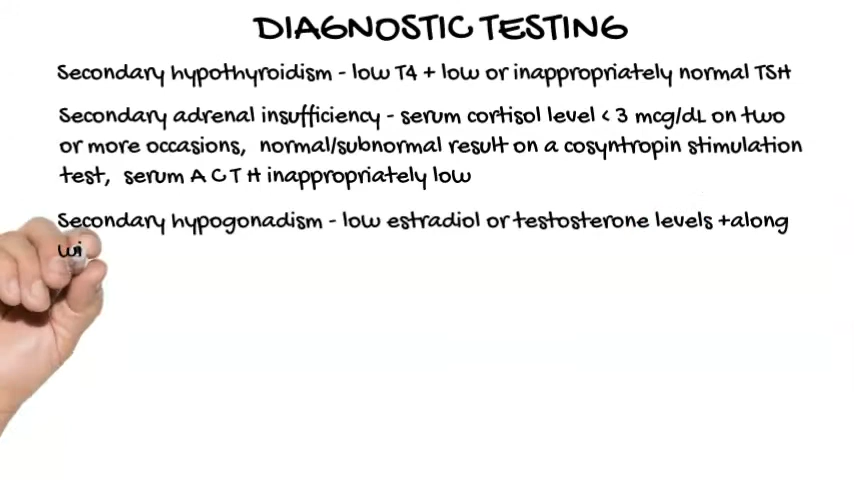 DIAGNOSTIC TESTING
Secondary hypothyroidism - low T4 + low or inappropriately normal TSH
Secondary adrenal insufficiency - serum cortisol level < 3 mcg/dL on two
or more occasions, normal/subnormal result on a cosyntropin stimulation
test, serum A C T H inappropriately low
Secondary hypogonadism - low estradiol or testosterone levels +along
wi